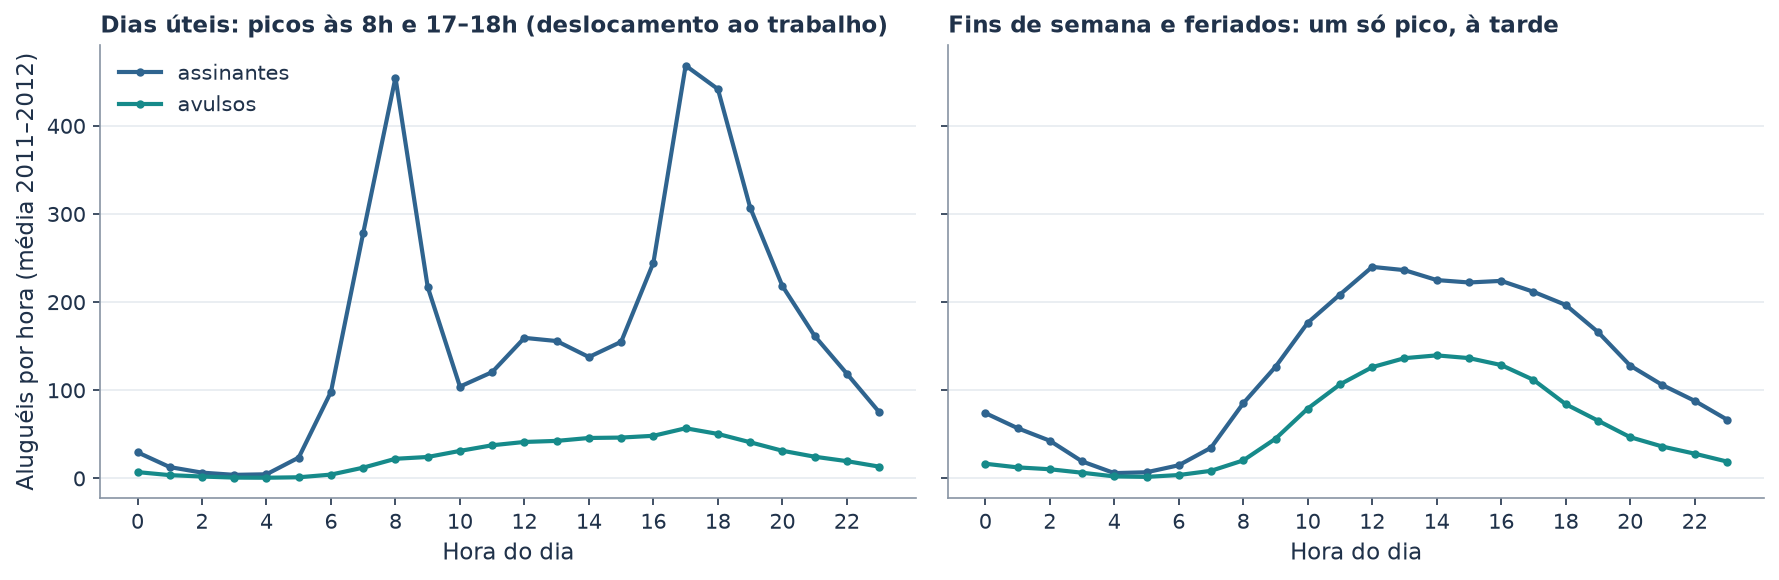 Dias úteis: picos às 8h e 17–18h (deslocamento ao trabalho)
assinantes
avulsos
Aluguéis por hora (média 2011–2012)
400
300
200
100
0
0 2 4 6 8 10 12 14 16 18 20 22
Hora do dia
Fins de semana e feriados: um só pico, à tarde
0 2 4 6 8 10 12 14 16 18 20 22
Hora do dia